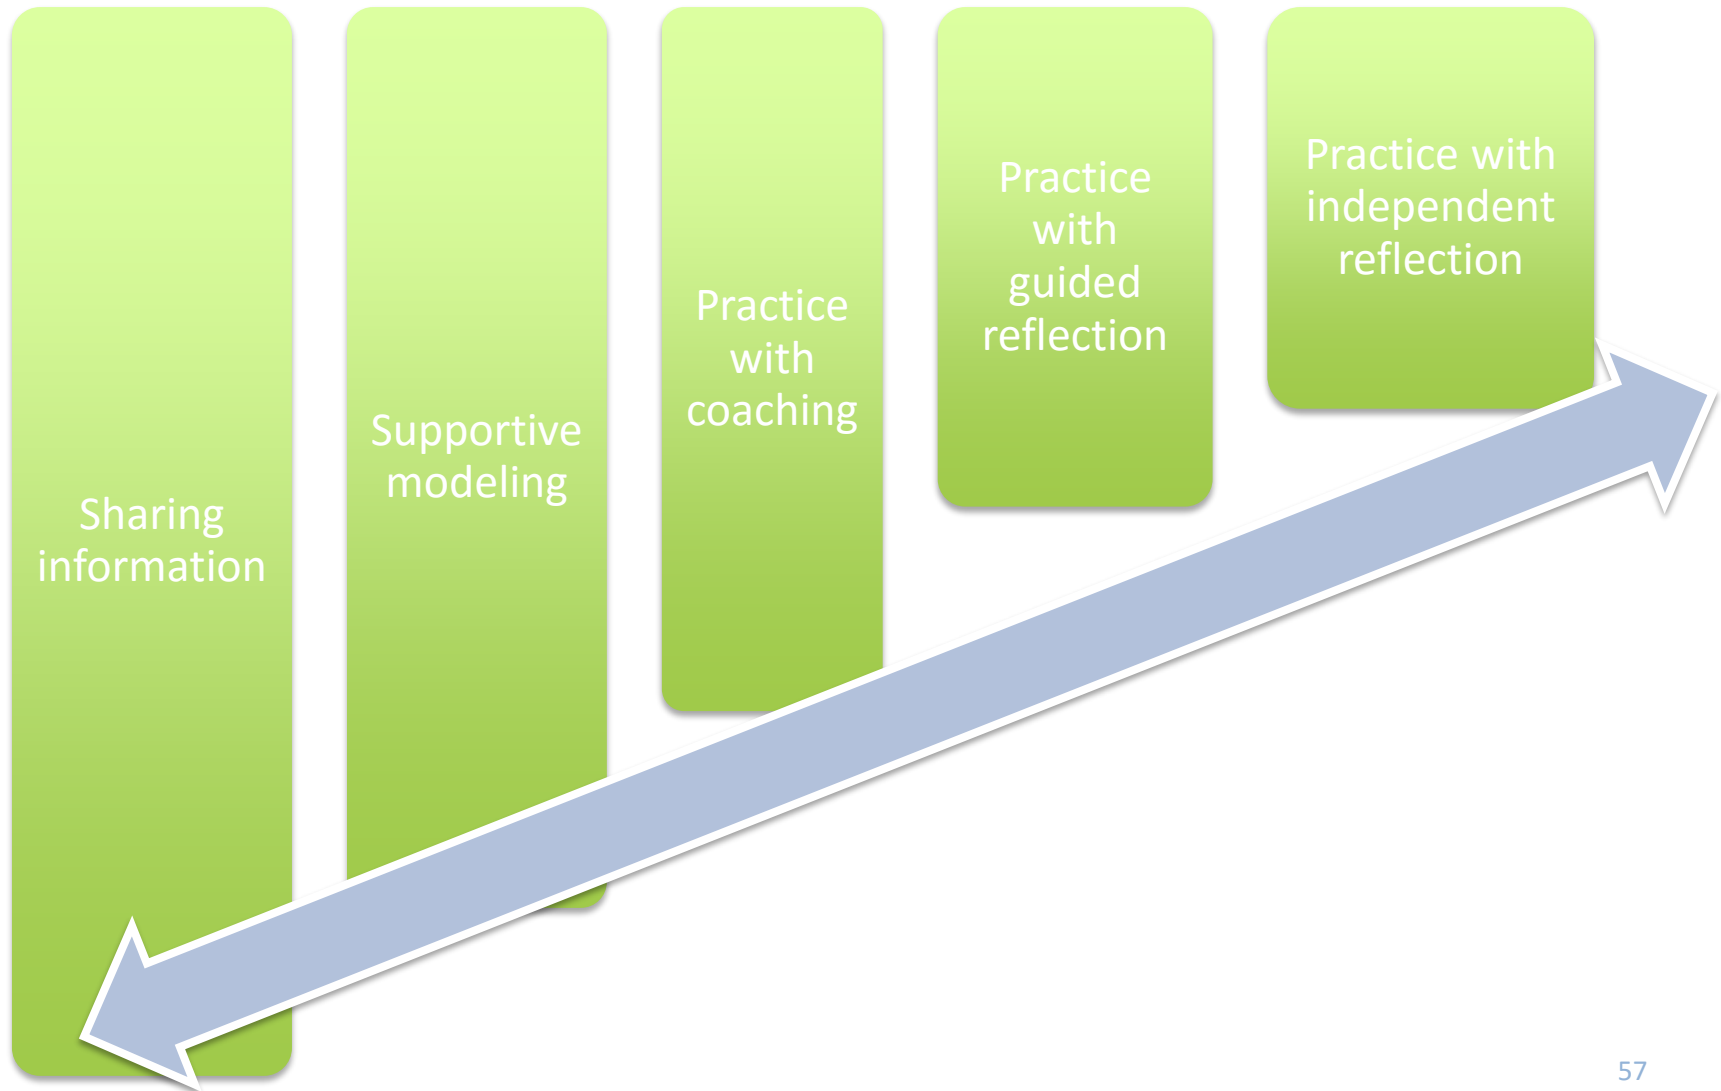 Sharing
information
Supportive
modeling
Practice
with
coaching
Practice
with
guided
reflection
Practice with
independent
reflection
57